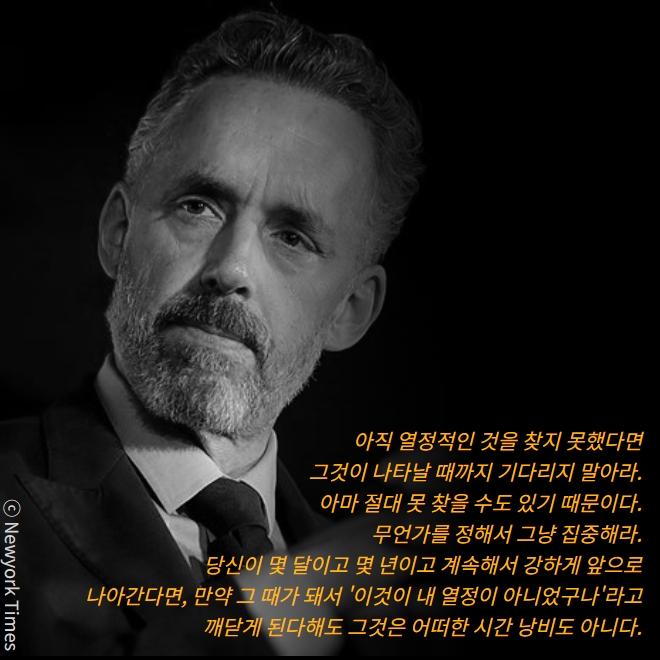 아직 열정적인 것을 찾지 못했다면
그것이 나타날 때까지 기다리지 말아라.
아마 절대 못 찾을 수도 있기 때문이다.
무언가를 정해서 그냥 집중해라.
당신이 몇 달이고 몇 년이고 계속해서 강하게 앞으로
나아간다면, 만약 그 때가 돼서 '이것이 내 열정이 아니었구나'라고
깨닫게 된다해도 그것은 어떠한 시간 낭비도 아니다.
ⓒ Newyork Times